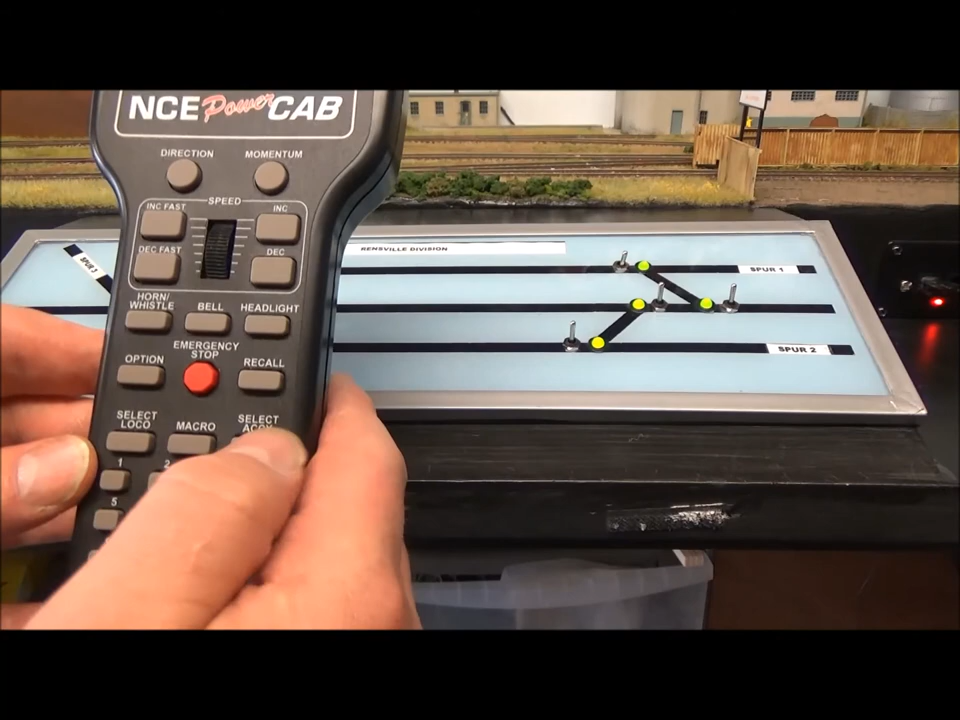 NCE Power CAB
DIRECTION MOMENTUM
SPEED
INC FAST
INC
DEC FAST
DEC
HORN/
WHISTLE
BELL
HEADLIGHT
EMERGENCY
STOP
OPTION
RECALL
SELECT
LOCO
MACRO
SELECT
1
2
5
SPUR 3
RENSVILLE DIVISION
SPUR 1
SPUR 2